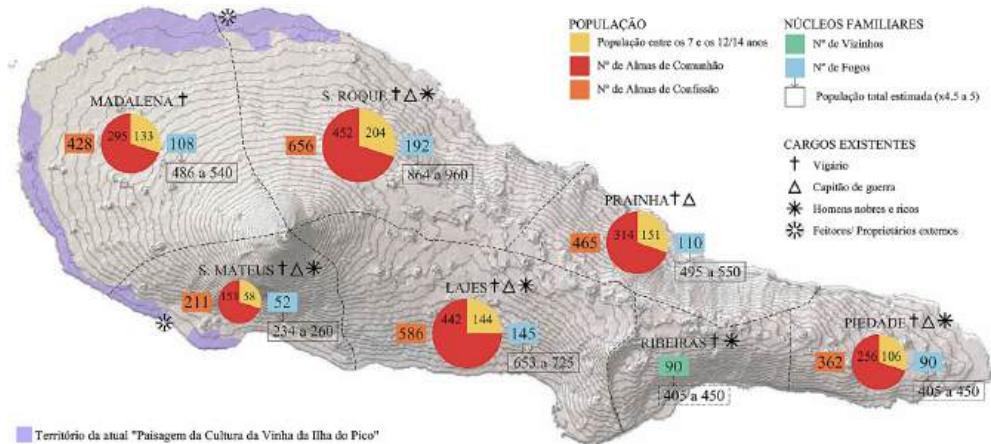 POPULAÇÃO
População entre os 7 e os 12/14 anos
Nº de Almas de Comunhão
Nº de Almas de Confissão
NÚCLEOS FAMILIARES
Nº de Vizinhos
Nº de Fogos
População total estimada (x4,5 a 5)
CARGOS EXISTENTES
Vigário
Capitão de guerra
Homens nobres e ricos
Feitores/ Proprietários externos
MADALENA
428
295
133
108
486 a 540
S. ROQUE
656
452
204
192
864 a 960
PRAINHA
465
314
151
110
495 a 550
S. MATEUS
211
153
58
52
234 a 260
LAJES
586
442
144
145
653 a 725
RIBEIRAS
90
405 a 450
PIEDADE
362
256
106
90
405 a 450
Território da atual "Paisagem da Cultura da Vinha da Ilha do Pico"